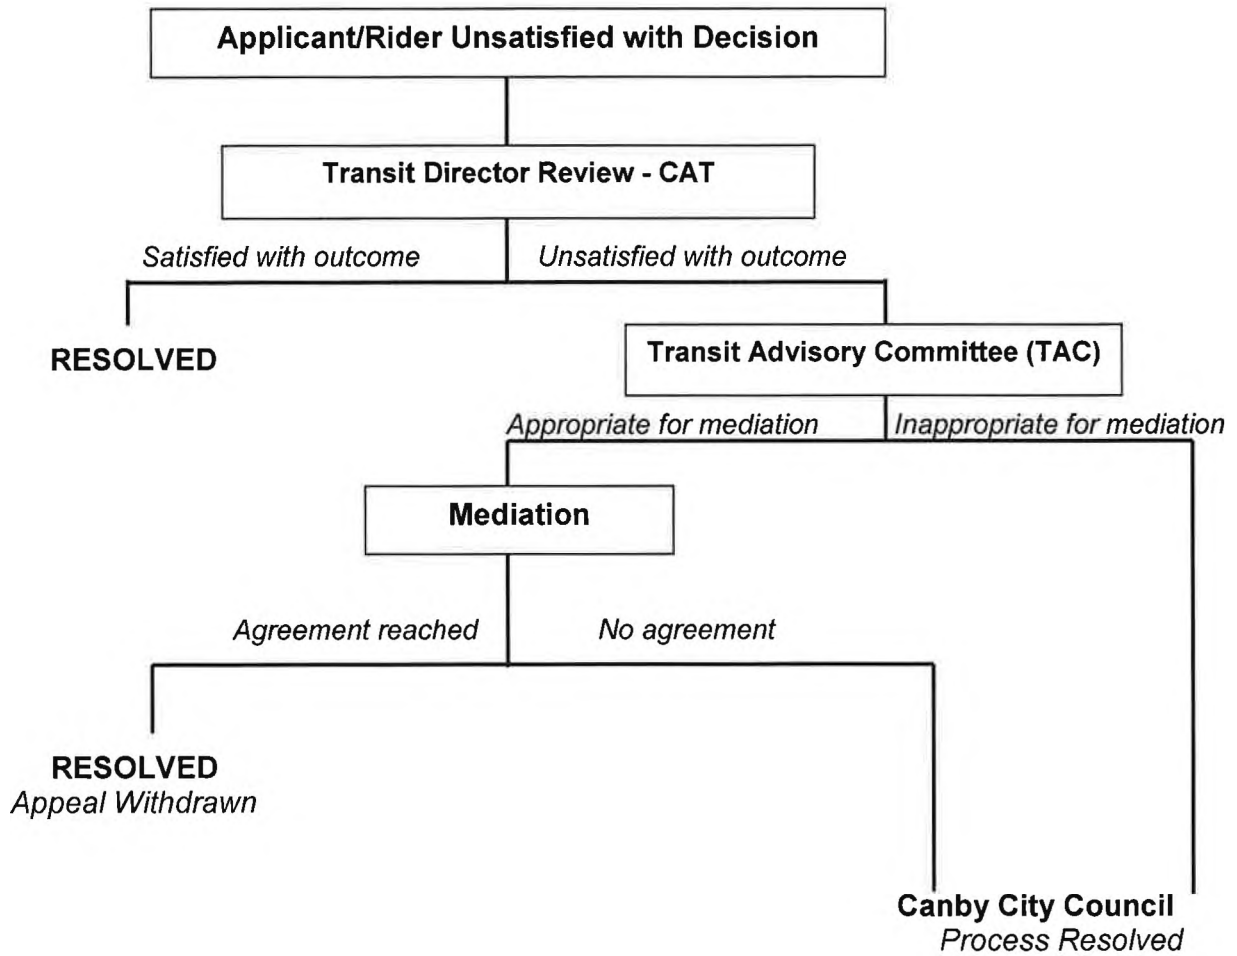 Applicant/Rider Unsatisfied with Decision
Transit Director Review - CAT
Satisfied with outcome
Unsatisfied with outcome
RESOLVED
Transit Advisory Committee (TAC)
Appropriate for mediation
Inappropriate for mediation
Mediation
Agreement reached
No agreement
RESOLVED
Appeal Withdrawn
Canby City Council
Process Resolved